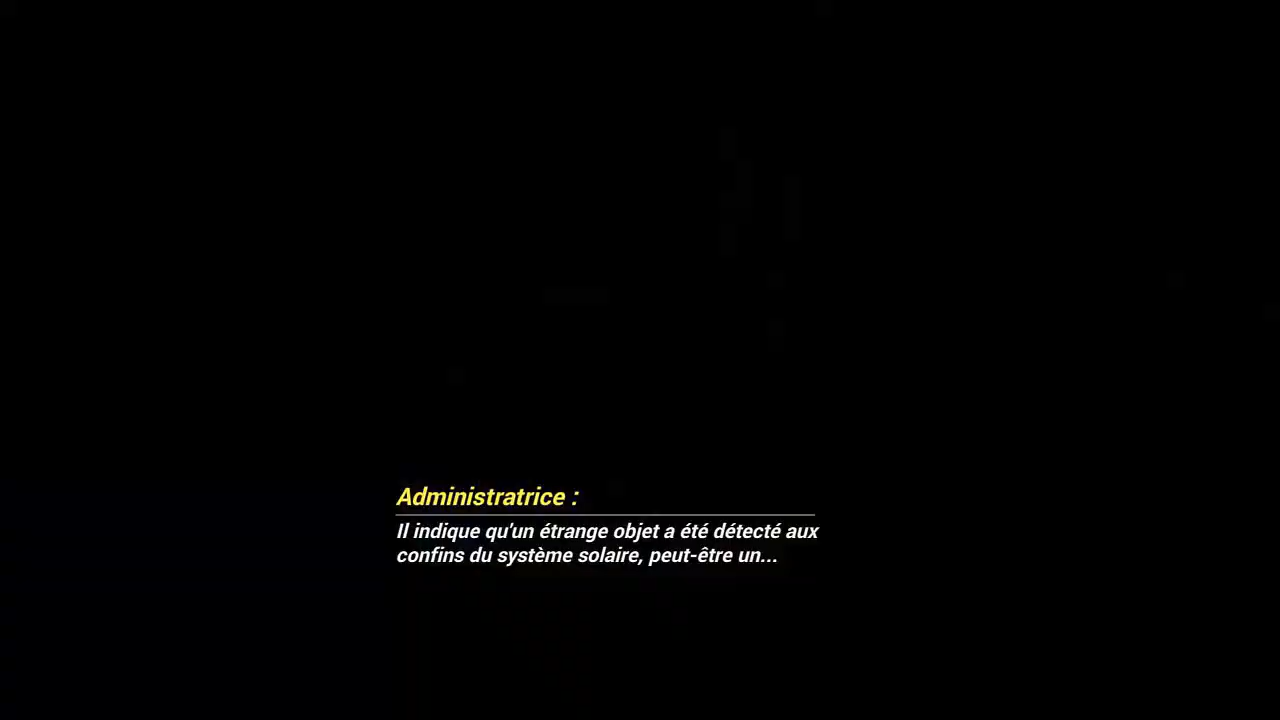 Administratrice :
Il indique qu'un étrange objet a été détecté aux
confins du système solaire, peut-être un...